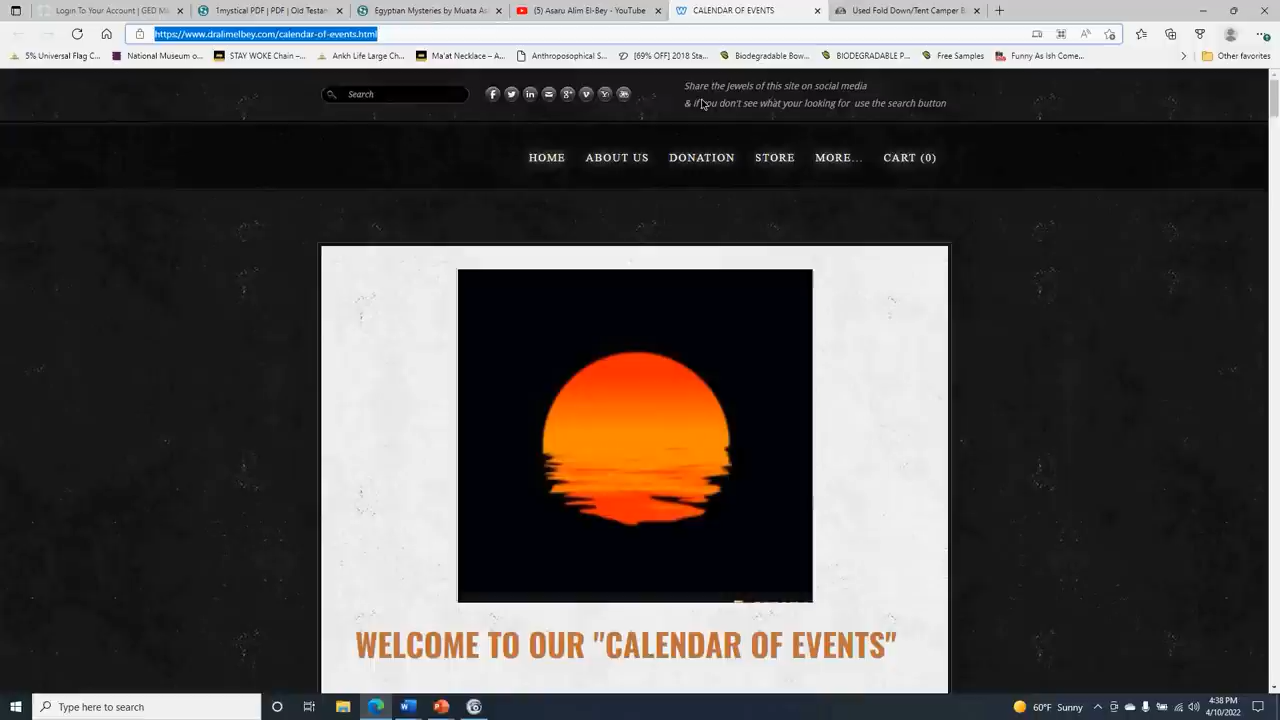 Login To Your Account | GED M
1mystical PDF | PDF | Old Testan
Egyptian Mysteries by Muata As
(5) Asaru Alim El-Bey - YouTube
CALENDAR OF EVENTS
Used Fold Down/Tent Camper B
https://www.dralimelbey.com/calendar-of-events.html
5% Universal Flag C...
National Museum o...
STAY WOKE Chain –...
Ankh Life Large Ch...
Ma'at Necklace – A...
Anthroposophical S...
[69% OFF] 2018 Sta...
Biodegradable Bow...
BIODEGRADABLE P...
Free Samples
Funny As Ish Come...
Other favorites
Search
Share the Jewels of this site on social media
& if you don't see what your looking for use the search button
HOME
ABOUT US
DONATION
STORE
MORE...
CART (0)
WELCOME TO OUR "CALENDAR OF EVENTS"
Type here to search
60°F Sunny
4:38 PM
4/10/2022